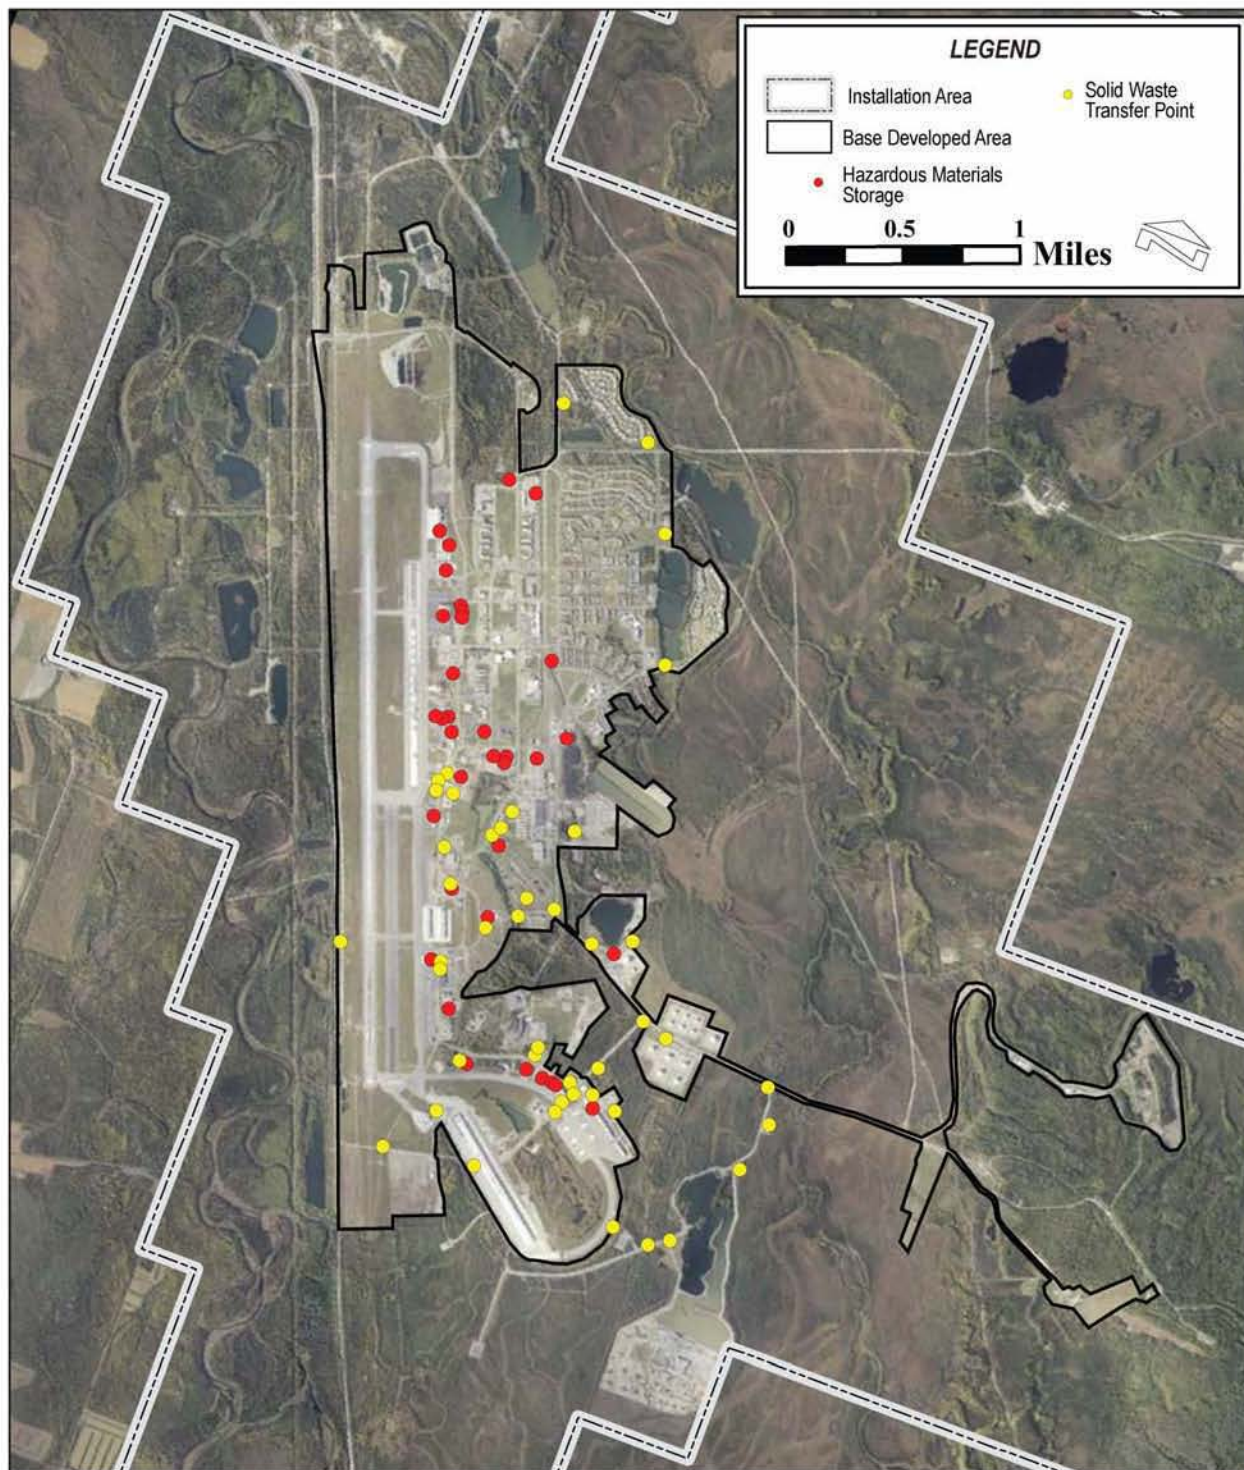 LEGEND
Installation Area
Base Developed Area
Hazardous Materials
Storage
Solid Waste
Transfer Point
0 0.5 1
Miles